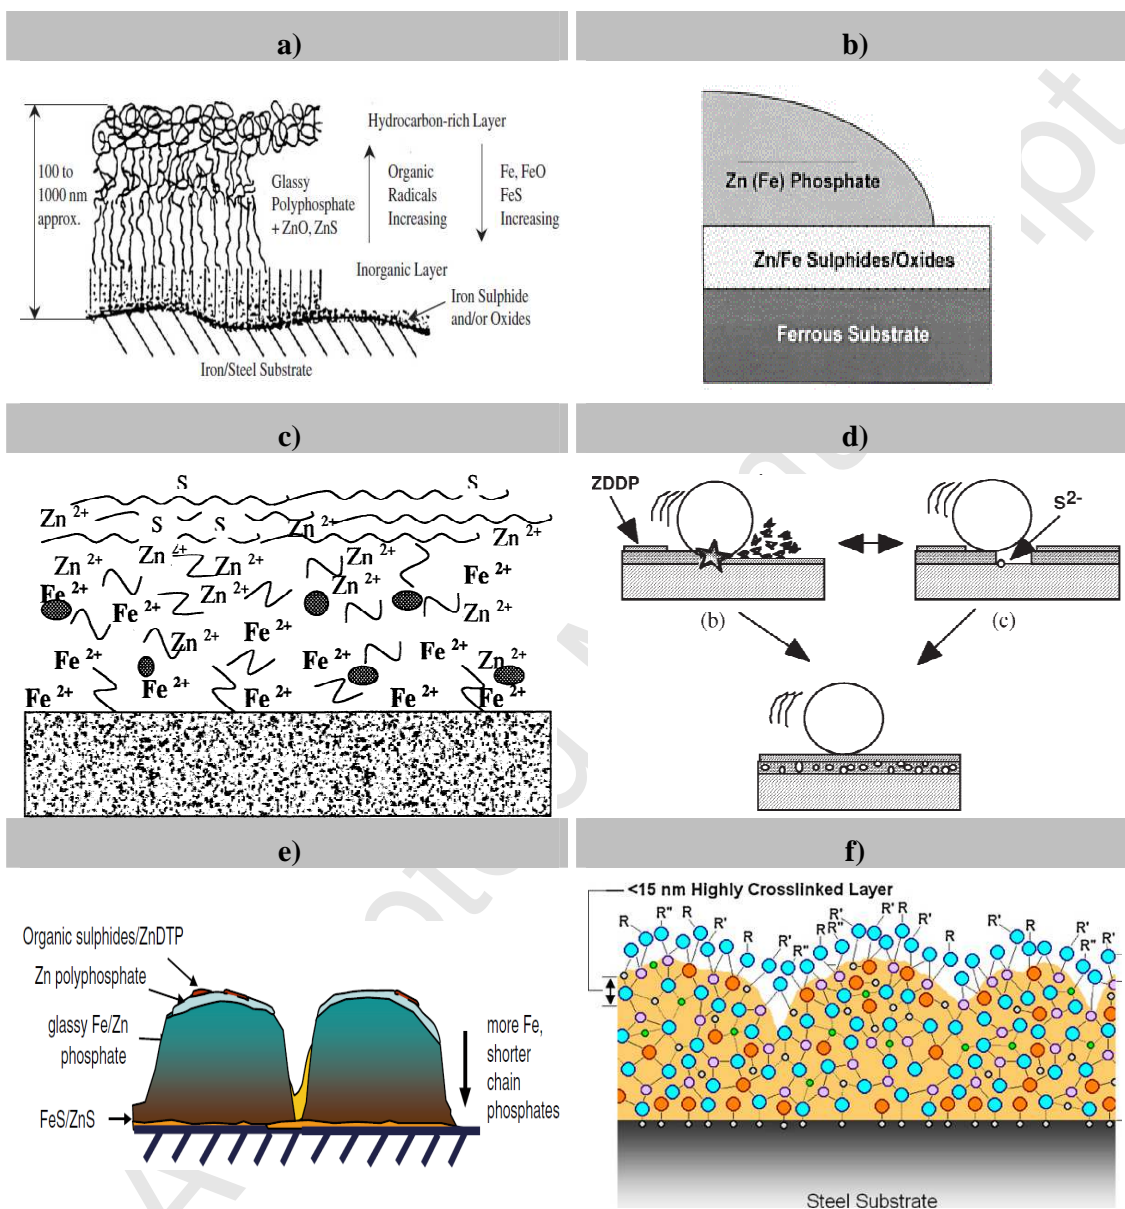 a)
100 to
1000 nm
approx.
Hydrocarbon-rich Layer
Glassy
Polyphosphate
+ ZnO, ZnS
Organic
Radicals
Increasing
Fe, FeO
FeS
Increasing
Inorganic Layer
Iron Sulphide
and/or Oxides
Iron/Steel Substrate
b)
Zn (Fe) Phosphate
Zn/Fe Sulphides/Oxides
Ferrous Substrate
c)
S S
Zn 2+ S S Zn 2+ Zn 2+
Zn 2+ Zn 2+
Zn 2+ Zn 2+ Zn 2+ Fe 2+
Fe 2+ Fe 2+ Zn 2+
Zn 2+ Fe 2+
Fe 2+ Fe 2+ Fe 2+ Zn 2+
Fe 2+ Fe 2+ Fe 2+ Fe 2+ Fe 2+
d)
ZDDP
S2-
(b)
(c)
e)
Organic sulphides/ZnDTP
Zn polyphosphate
glassy Fe/Zn
phosphate
FeS/ZnS
more Fe,
shorter
chain
phosphates
f)
<15 nm Highly Crosslinked Layer
R R" R R' R" R' R" R" R R' R R' R R" R R' R" R'
Steel Substrate